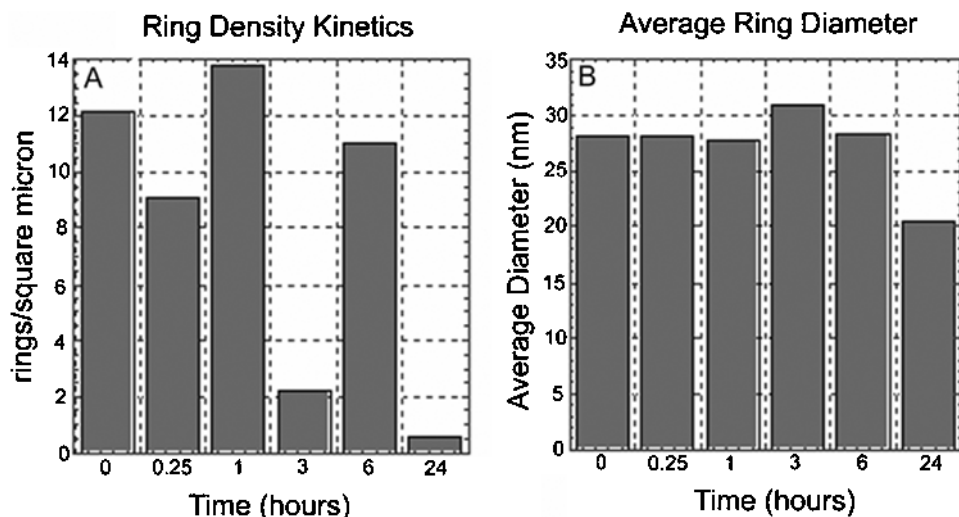 Ring Density Kinetics
A
rings/square micron
14
12
10
8
6
4
2
0
0 0.25 1 3 6 24
Time (hours)
Average Ring Diameter
B
Average Diameter (nm)
35
30
25
20
15
10
5
0
0 0.25 1 3 6 24
Time (hours)